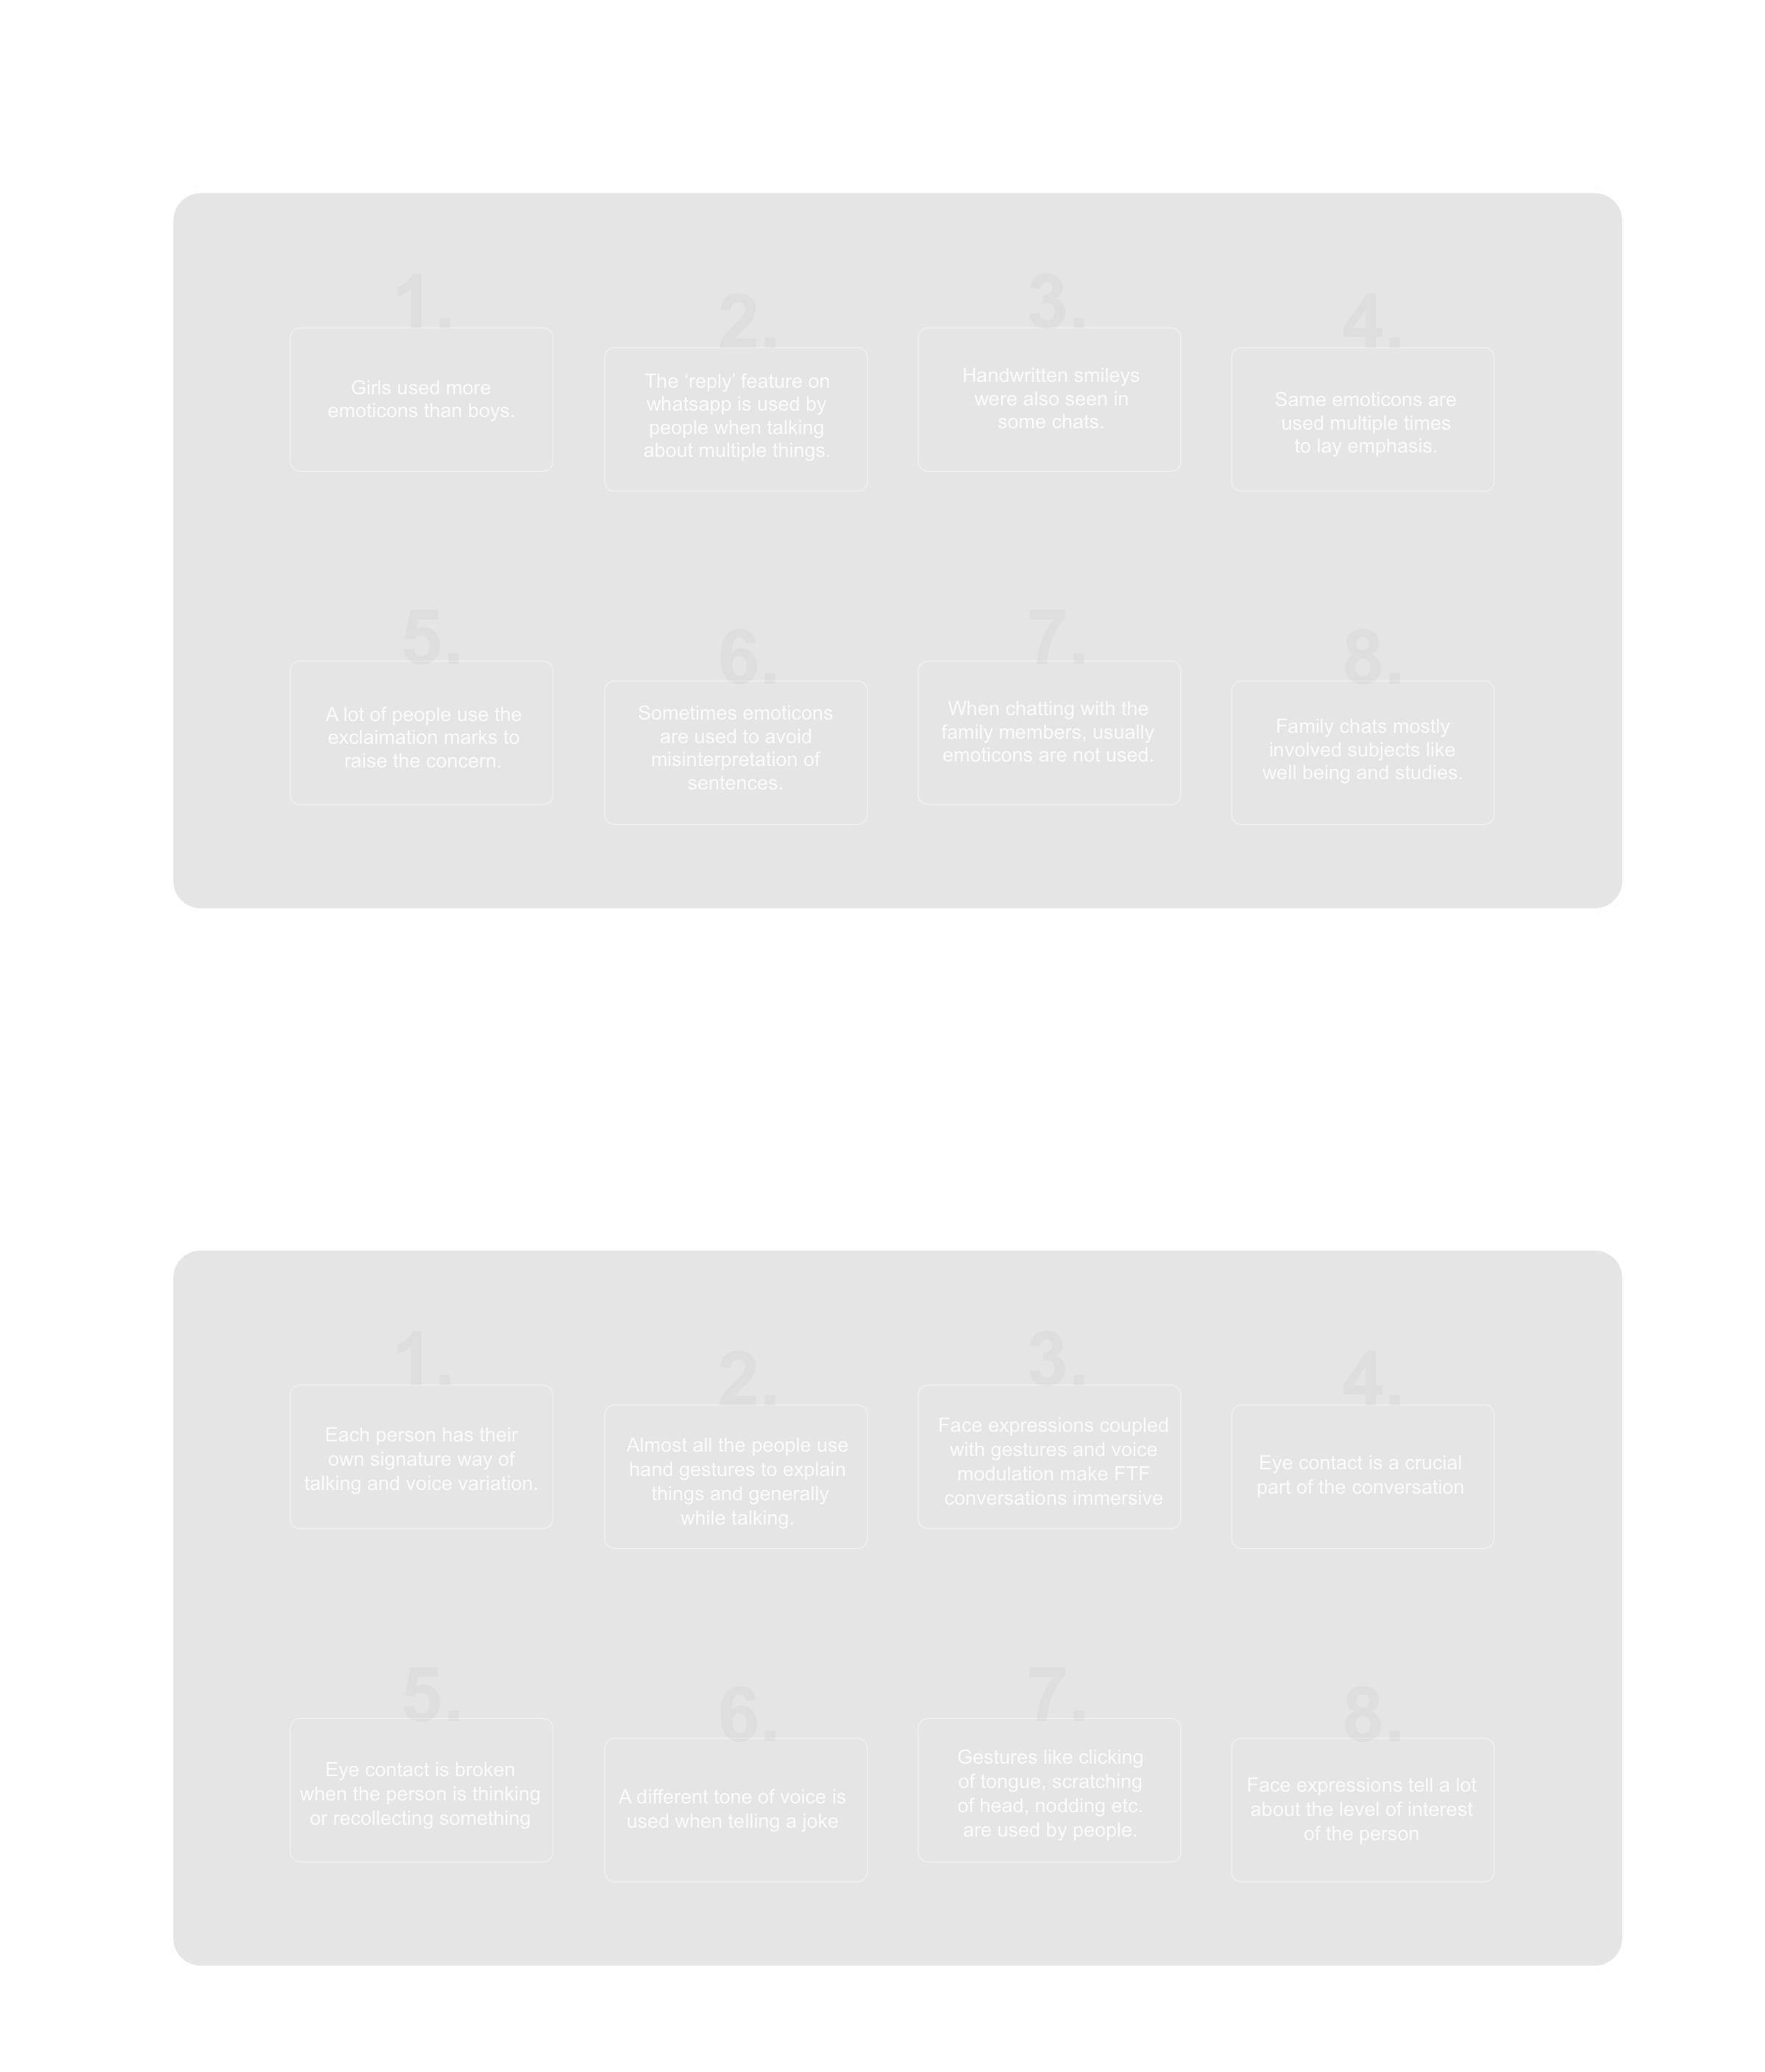 1.
Girls used more
emoticons than boys.
2.
The ‘reply’ feature on
whatsapp is used by
people when talking
about multiple things.
3.
Handwritten smileys
were also seen in
some chats.
4.
Same emoticons are
used multiple times
to lay emphasis.
5.
A lot of people use the
exclaimation marks to
raise the concern.
6.
Sometimes emoticons
are used to avoid
misinterpretation of
sentences.
7.
When chatting with the
family members, usually
emoticons are not used.
8.
Family chats mostly
involved subjects like
well being and studies.
1.
Each person has their
own signature way of
talking and voice variation.
2.
Almost all the people use
hand gestures to explain
things and generally
while talking.
3.
Face expressions coupled
with gestures and voice
modulation make FTF
conversations immersive
4.
Eye contact is a crucial
part of the conversation
5.
Eye contact is broken
when the person is thinking
or recollecting something
6.
A different tone of voice is
used when telling a joke
7.
Gestures like clicking
of tongue, scratching
of head, nodding etc.
are used by people.
8.
Face expressions tell a lot
about the level of interest
of the person